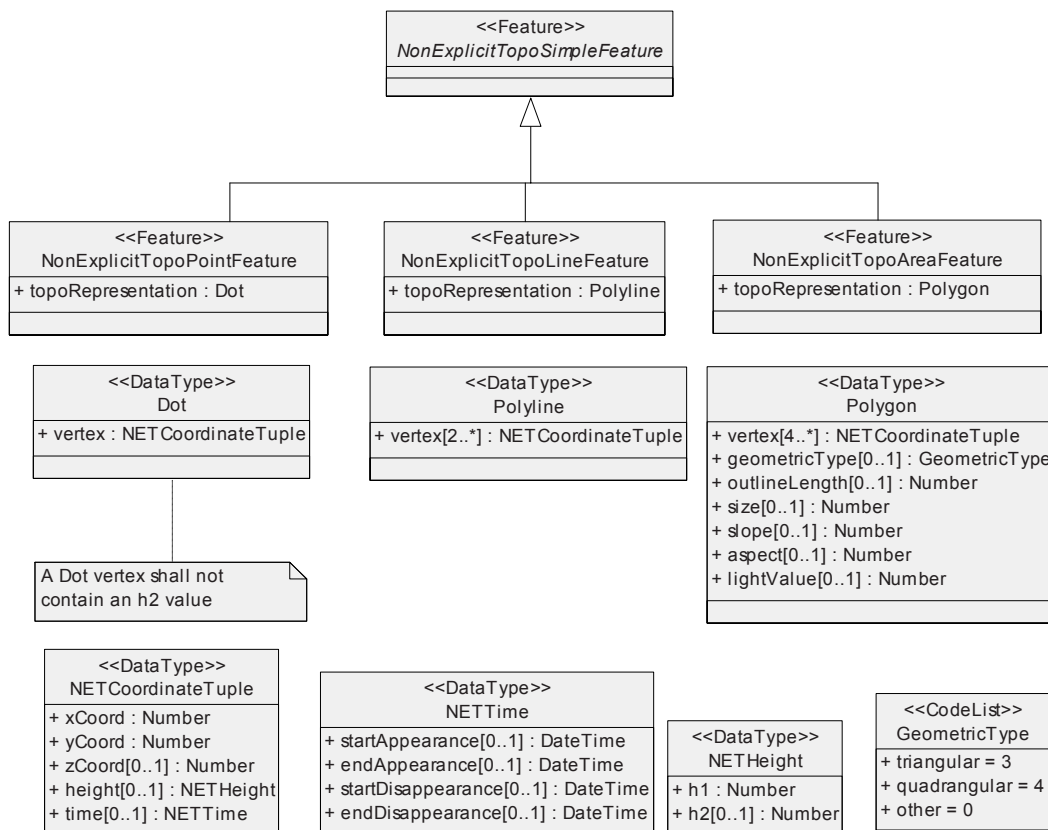 <<Feature>>
NonExplicitTopoSimpleFeature
<<Feature>>
NonExplicitTopoPointFeature
+ topoRepresentation : Dot
<<Feature>>
NonExplicitTopoLineFeature
+ topoRepresentation : Polyline
<<Feature>>
NonExplicitTopoAreaFeature
+ topoRepresentation : Polygon
<<DataType>>
Dot
+ vertex : NETCoordinateTuple
<<DataType>>
Polyline
+ vertex[2..*] : NETCoordinateTuple
<<DataType>>
Polygon
+ vertex[4..*] : NETCoordinateTuple
+ geometricType[0..1] : GeometricType
+ outlineLength[0..1] : Number
+ size[0..1] : Number
+ slope[0..1] : Number
+ aspect[0..1] : Number
+ lightValue[0..1] : Number
A Dot vertex shall not
contain an h2 value
<<DataType>>
NETCoordinateTuple
+ xCoord : Number
+ yCoord : Number
+ zCoord[0..1] : Number
+ height[0..1] : NETHeight
+ time[0..1] : NETTime
<<DataType>>
NETTime
+ startAppearance[0..1] : DateTime
+ endAppearance[0..1] : DateTime
+ startDisappearance[0..1] : DateTime
+ endDisappearance[0..1] : DateTime
<<DataType>>
NETHeight
+ h1 : Number
+ h2[0..1] : Number
<<CodeList>>
GeometricType
+ triangular = 3
+ quadrangular = 4
+ other = 0